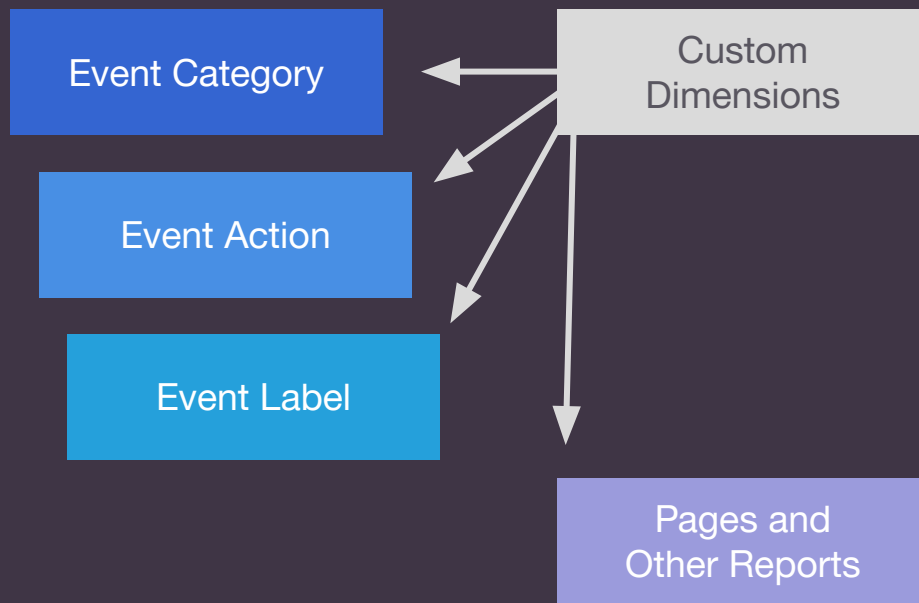 Event Category
Custom
Dimensions
Event Action
Event Label
Pages and
Other Reports